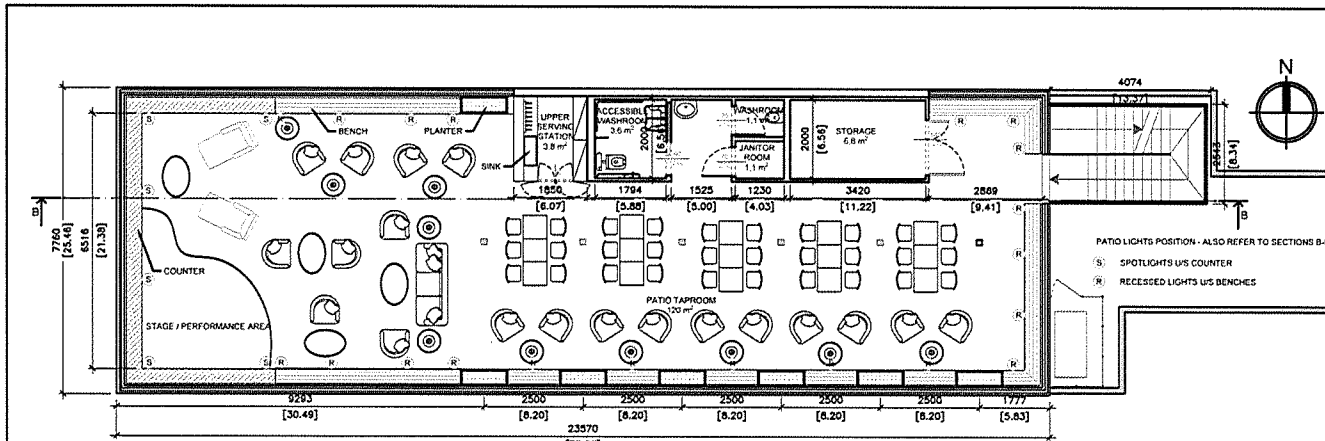 4074
[13.37]
N
ACCESSIBLE
WASHROOM
3.6 m²
UPPER
SERVING
STATION
3.8 m²
WASHROOM
1,1
STORAGE
6,8 m²
JANITOR
ROOM
1,1 m²
2000
[6.56]
2000
[6.56]
2543
[8.34]
BENCH
PLANTER
SINK
S S R R R
R R
R
1850
[6.07]
1794
[5.88]
1525
[5.00]
1230
[4.03]
3420
[11.22]
2869
[9.41]
7760
[25.46]
6516
[21.38]
B
B
S
R
COUNTER
PATIO LIGHTS POSITION - ALSO REFER TO SECTIONS B-
S SPOTLIGHTS U/S COUNTER
R RECESSED LIGHTS U/S BENCHES
PATIO TAPROOM
120 m²
STAGE / PERFORMANCE AREA
R
R
S S R R R R
R
9293
[30.49]
2500
[8.20]
2500
[8.20]
2500
[8.20]
2500
[8.20]
2500
[8.20]
1777
[5.83]
23570